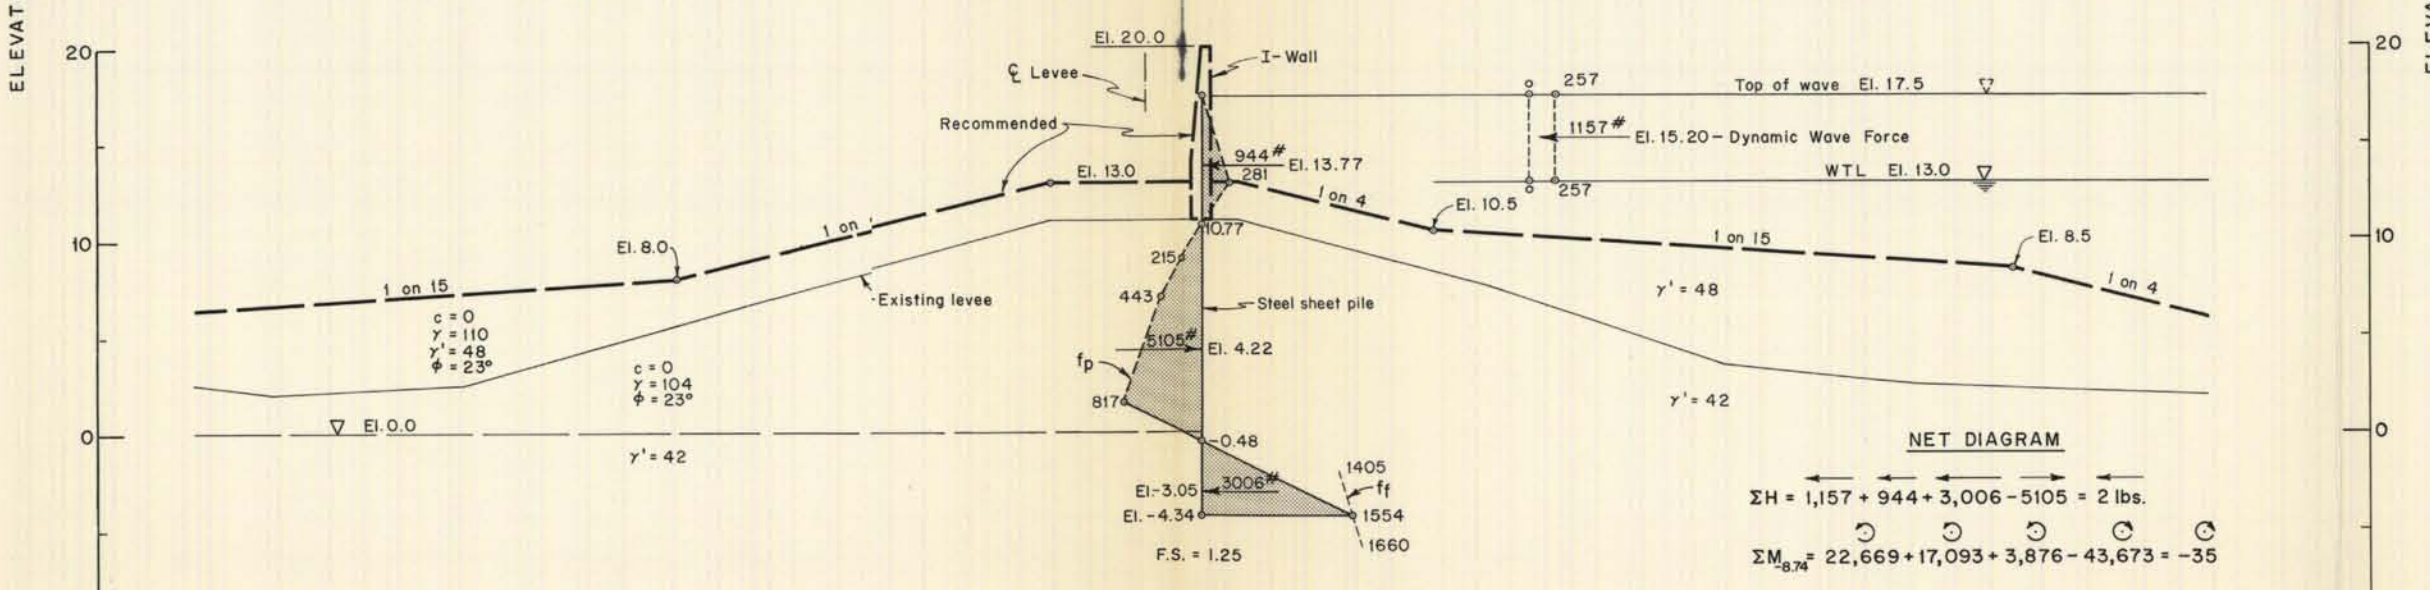 ELEVAT
ELEVA
20
10
0
El. 20.0
I-Wall
℄ Levee
Recommended
El. 13.0
944#
El. 13.77
281
257
Top of wave El. 17.5
1157#
El. 15.20 - Dynamic Wave Force
WTL El. 13.0
257
20
1 on 4
El. 10.5
1 on 15
El. 8.5
1 on 4
10
El. 8.0
1 on
1 on 15
10.77
215
443
Existing levee
Steel sheet pile
γ' = 48
c = 0
γ = 110
γ' = 48
φ = 23°
5105#
El. 4.22
fp
c = 0
γ = 104
φ = 23°
817
γ' = 42
El. 0.0
-0.48
0
γ' = 42
El.-3.05
3006#
1405
ff
El.-4.34
1554
1660
F.S. = 1.25
NET DIAGRAM
ΣH = 1,157 + 944 + 3,006 - 5105 = 2 lbs.
ΣM-8.74 = 22,669 + 17,093 + 3,876 - 43,673 = -35